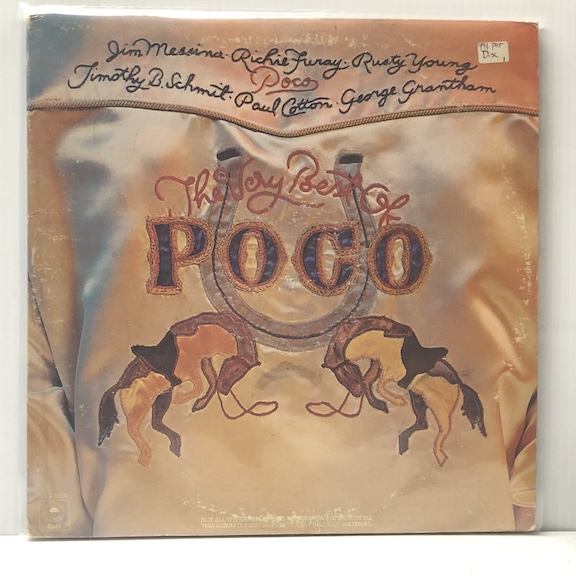 Jim Messina · Richie Furay · Rusty Young
Poco
Timothy B. Schmit · Paul Cotton · George Grantham
The Very Best Of
POCO